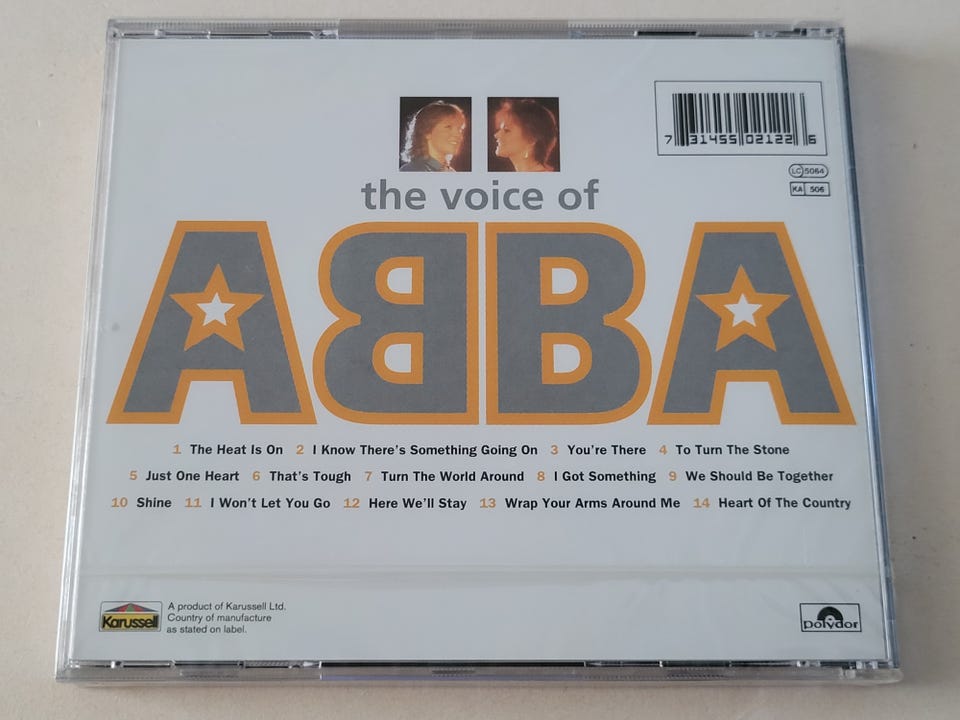 7 31455 02122 6
LC 5064
KA 506
the voice of
ABBA
1 The Heat Is On 2 I Know There's Something Going On 3 You're There 4 To Turn The Stone
5 Just One Heart 6 That's Tough 7 Turn The World Around 8 I Got Something 9 We Should Be Together
10 Shine 11 I Won't Let You Go 12 Here We'll Stay 13 Wrap Your Arms Around Me 14 Heart Of The Country
Karussell
A product of Karussell Ltd.
Country of manufacture
as stated on label.
polydor